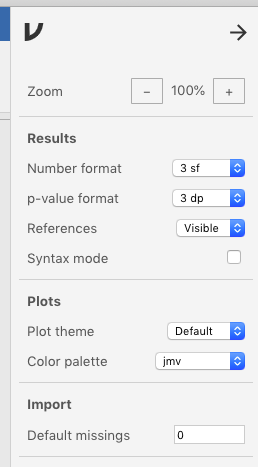 Zoom − 100% +
Results
Number format 3 sf
p-value format 3 dp
References Visible
Syntax mode
Plots
Plot theme Default
Color palette jmv
Import
Default missings 0